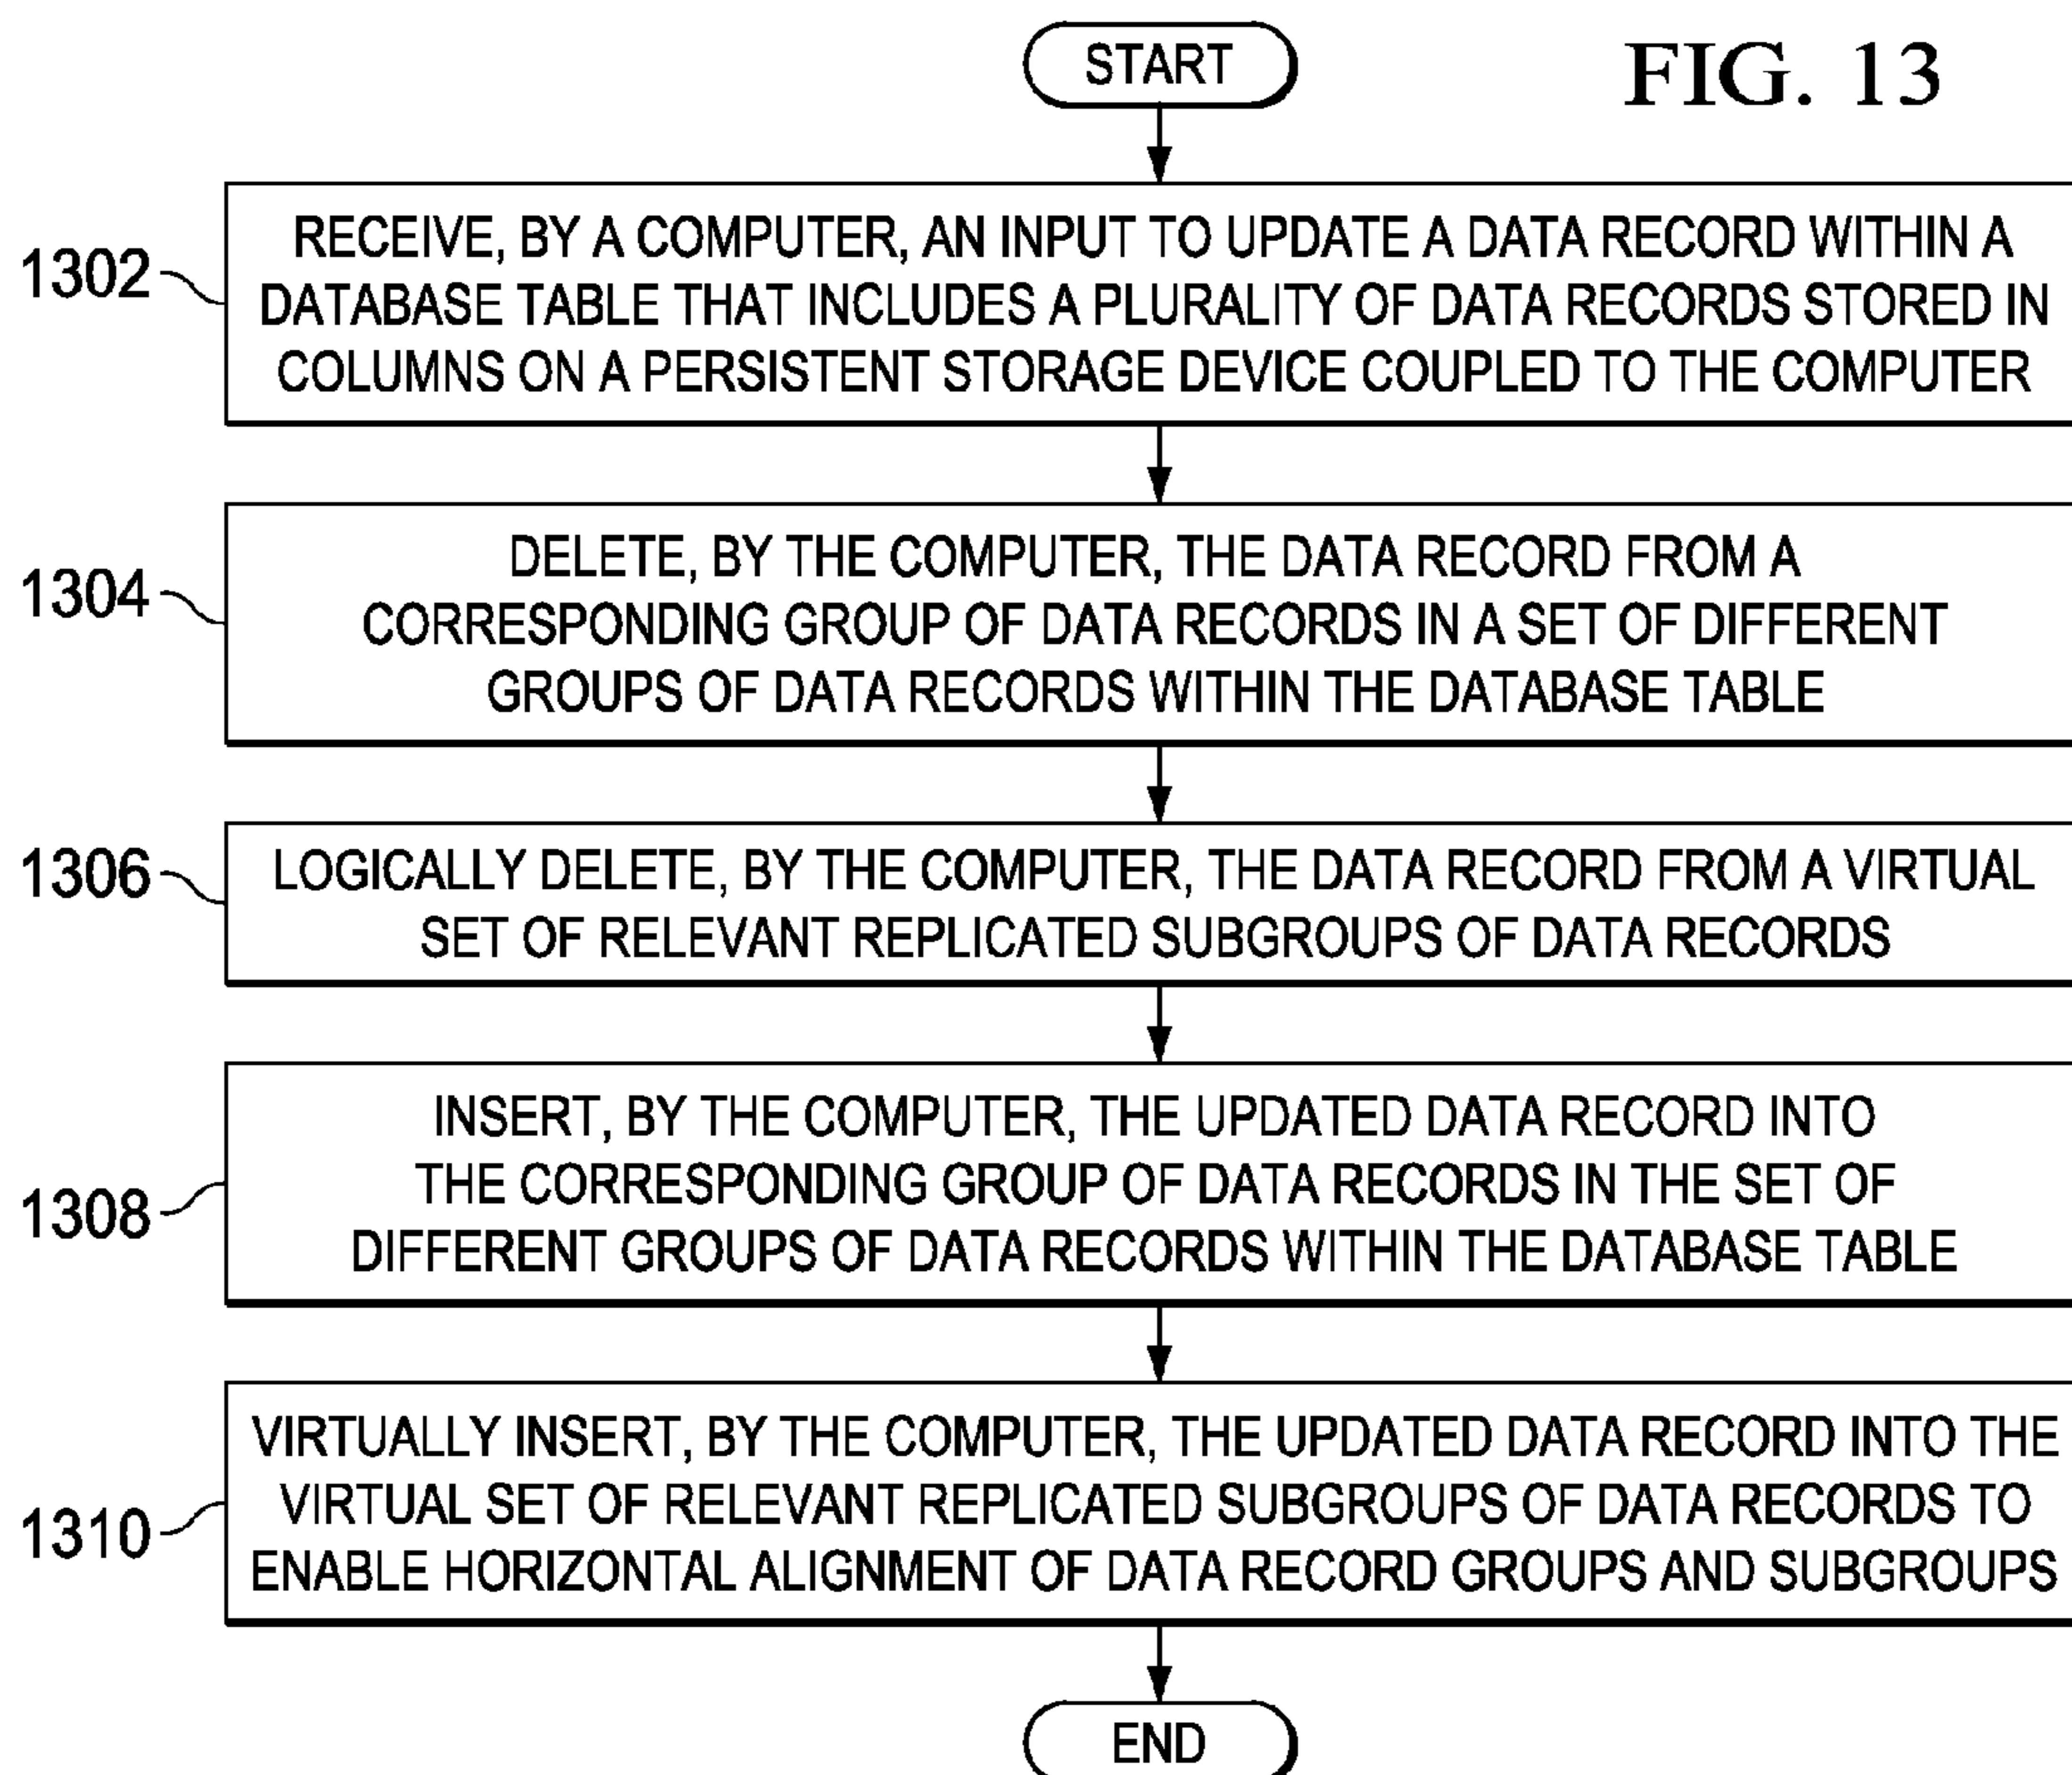 START
FIG. 13
1302
RECEIVE, BY A COMPUTER, AN INPUT TO UPDATE A DATA RECORD WITHIN A
DATABASE TABLE THAT INCLUDES A PLURALITY OF DATA RECORDS STORED IN
COLUMNS ON A PERSISTENT STORAGE DEVICE COUPLED TO THE COMPUTER
1304
DELETE, BY THE COMPUTER, THE DATA RECORD FROM A
CORRESPONDING GROUP OF DATA RECORDS IN A SET OF DIFFERENT
GROUPS OF DATA RECORDS WITHIN THE DATABASE TABLE
1306
LOGICALLY DELETE, BY THE COMPUTER, THE DATA RECORD FROM A VIRTUAL
SET OF RELEVANT REPLICATED SUBGROUPS OF DATA RECORDS
1308
INSERT, BY THE COMPUTER, THE UPDATED DATA RECORD INTO
THE CORRESPONDING GROUP OF DATA RECORDS IN THE SET OF
DIFFERENT GROUPS OF DATA RECORDS WITHIN THE DATABASE TABLE
1310
VIRTUALLY INSERT, BY THE COMPUTER, THE UPDATED DATA RECORD INTO THE
VIRTUAL SET OF RELEVANT REPLICATED SUBGROUPS OF DATA RECORDS TO
ENABLE HORIZONTAL ALIGNMENT OF DATA RECORD GROUPS AND SUBGROUPS
END